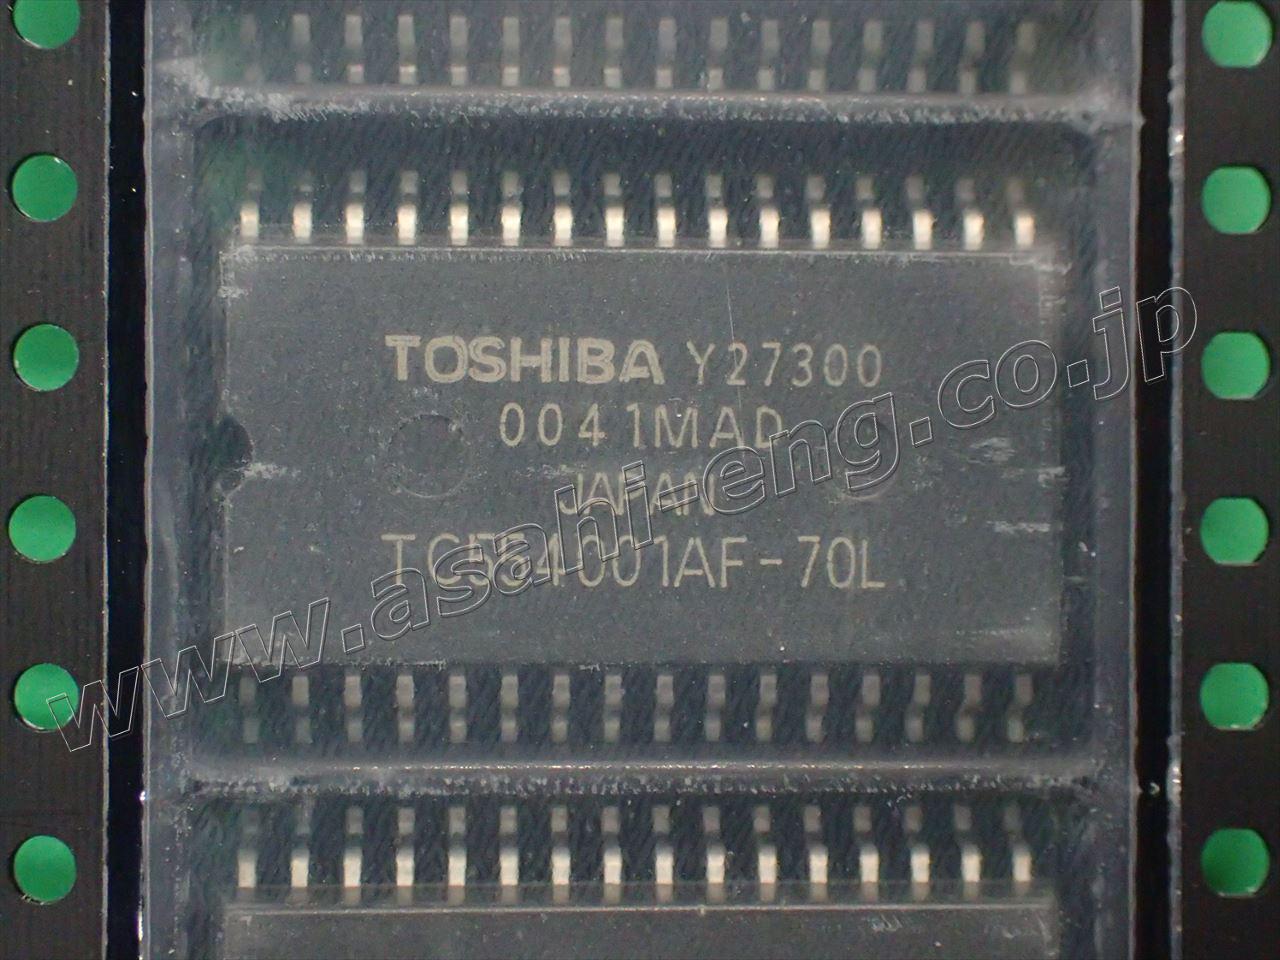 TOSHIBA Y27300
0041MAD
JAPAN
TC554001AF-70L
www.asahi-eng.co.jp